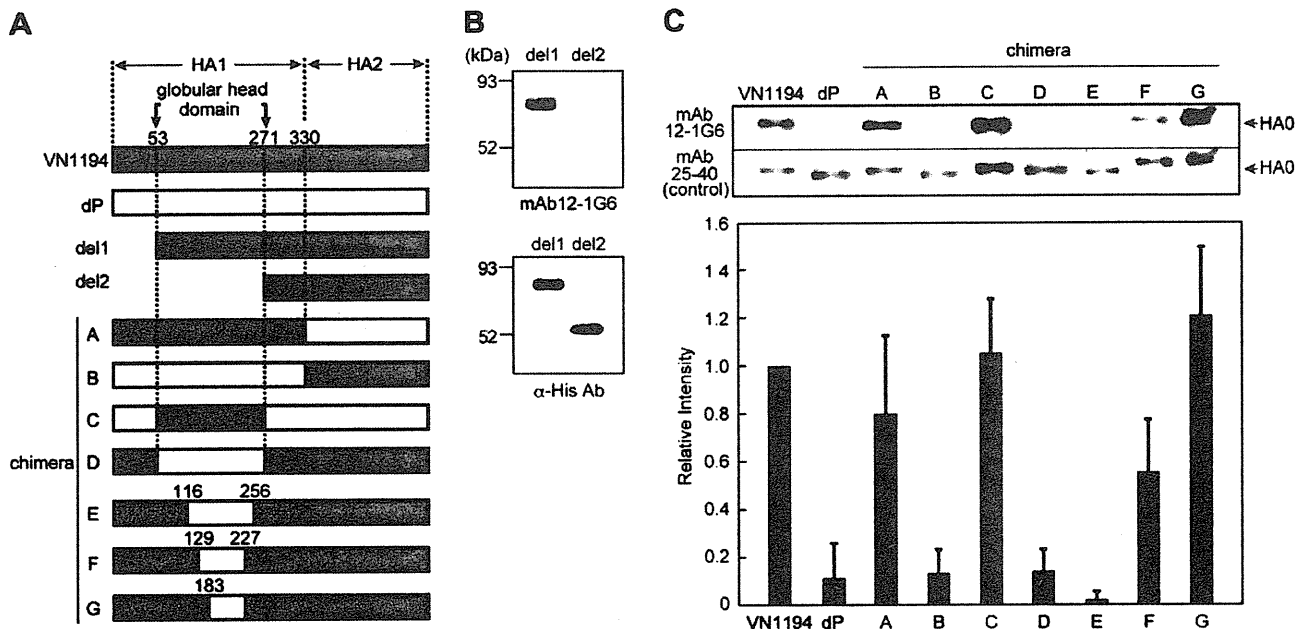 A
HA1 HA2
globular head
domain
53 271 330
VN1194
dP
del1
del2
A
B
C
chimera D
116 256
E
129 227
F
183
G
B
(kDa) del1 del2
93
52
mAb12-1G6
del1 del2
93
52
α-His Ab
C
chimera
VN1194 dP A B C D E F G
mAb
12-1G6
HA0
mAb
25-40
(control)
HA0
Relative Intensity
1.6
1.4
1.2
1.0
0.8
0.6
0.4
0.2
0
VN1194 dP A B C D E F G